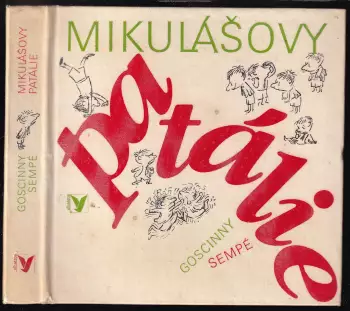 MIKULÁŠOVY
patálie
GOSCINNY
SEMPÉ
MIKULÁŠOVY
PATÁLIE
GOSCINNY
SEMPÉ